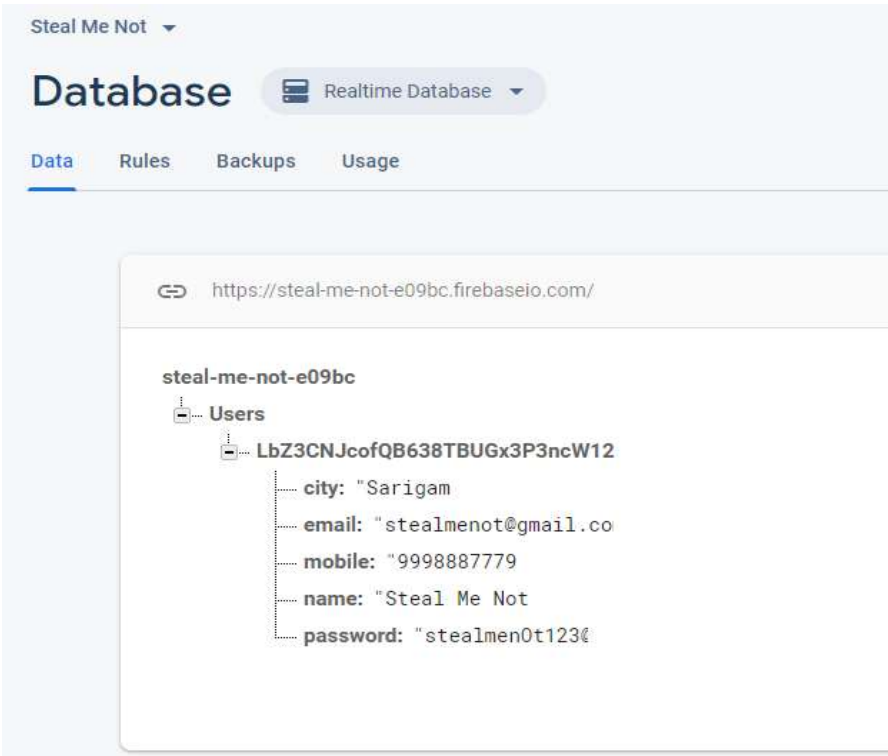 Steal Me Not
Database Realtime Database
Data Rules Backups Usage
https://steal-me-not-e09bc.firebaseio.com/
steal-me-not-e09bc
Users
LbZ3CNJcofQB638TBUGx3P3ncW12
city: "Sarigam
email: "stealmenot@gmail.co
mobile: "9998887779
name: "Steal Me Not
password: "stealmen0t123@